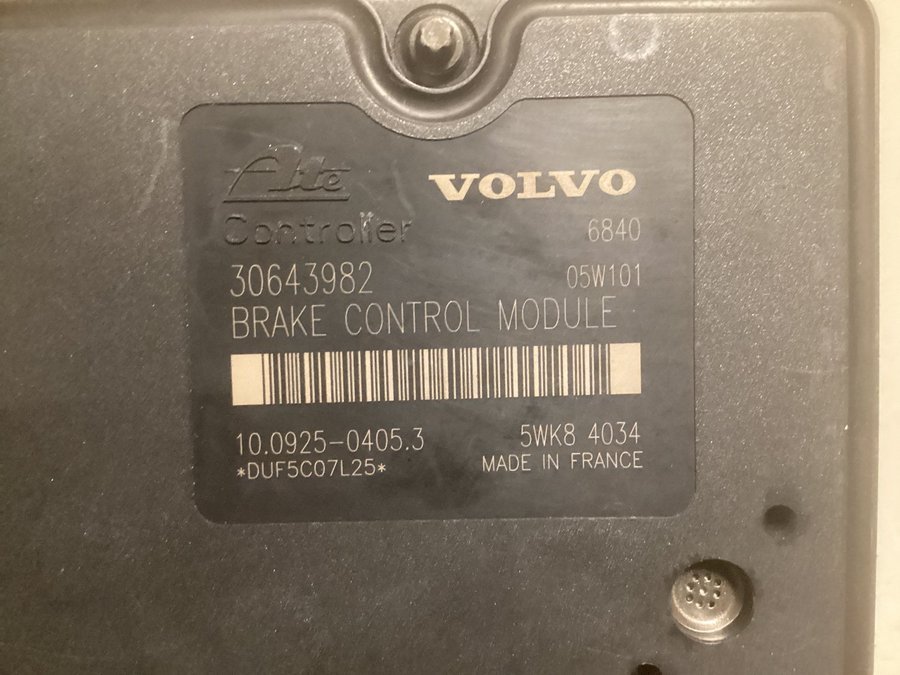 Ate VOLVO
Controller 6840
30643982 05W101
BRAKE CONTROL MODULE
10.0925-0405.3 5WK8 4034
*DUF5C07L25* MADE IN FRANCE